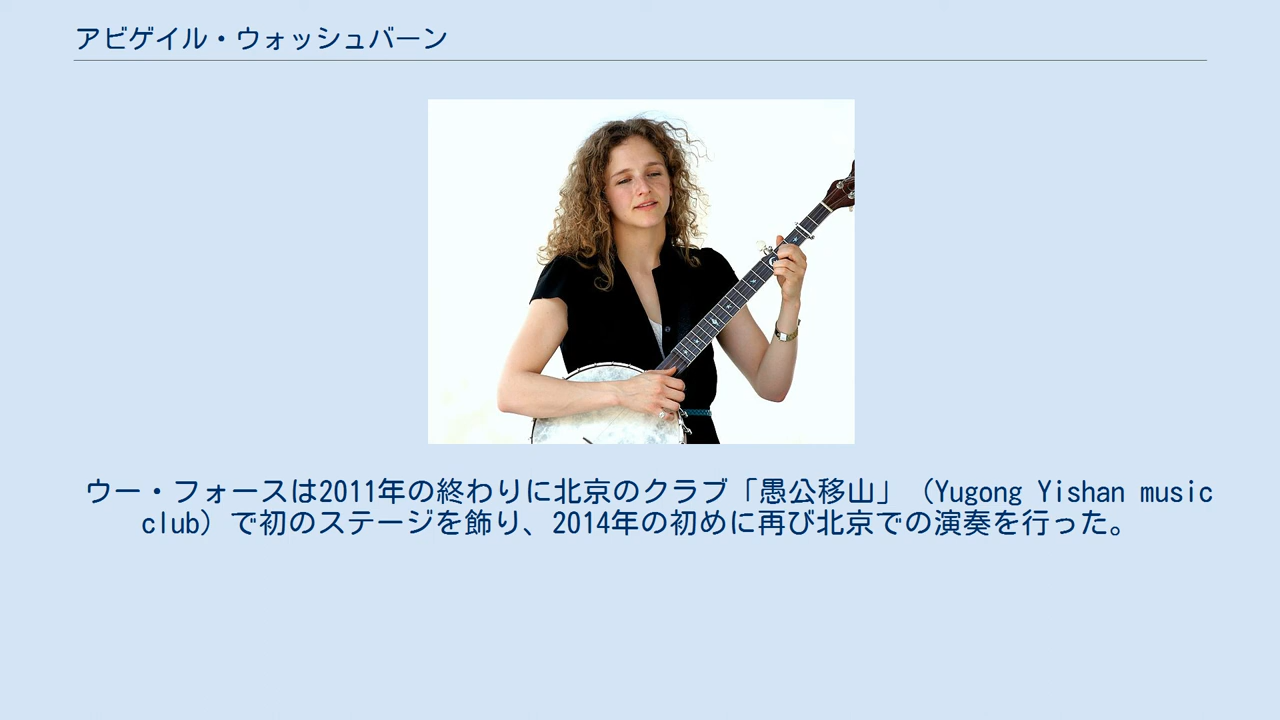 アビゲイル・ウォッシュバーン
ウー・フォースは2011年の終わりに北京のクラブ「愚公移山」（Yugong Yishan music
club）で初のステージを飾り、2014年の初めに再び北京での演奏を行った。